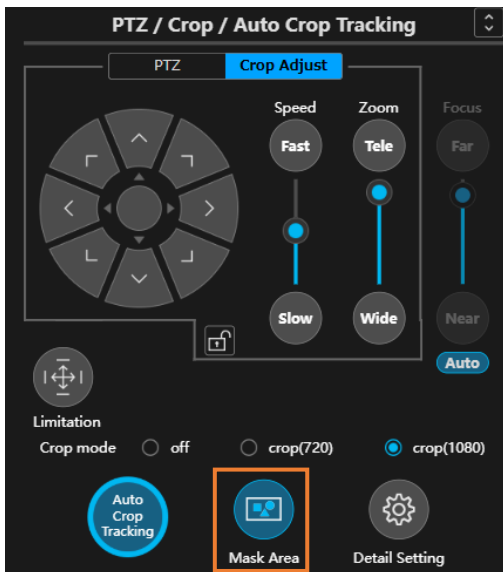 PTZ / Crop / Auto Crop Tracking
PTZ
Crop Adjust
Speed
Zoom
Focus
Fast
Tele
Far
Slow
Wide
Near
Auto
Limitation
Crop mode
off
crop(720)
crop(1080)
Auto
Crop
Tracking
Mask Area
Detail Setting